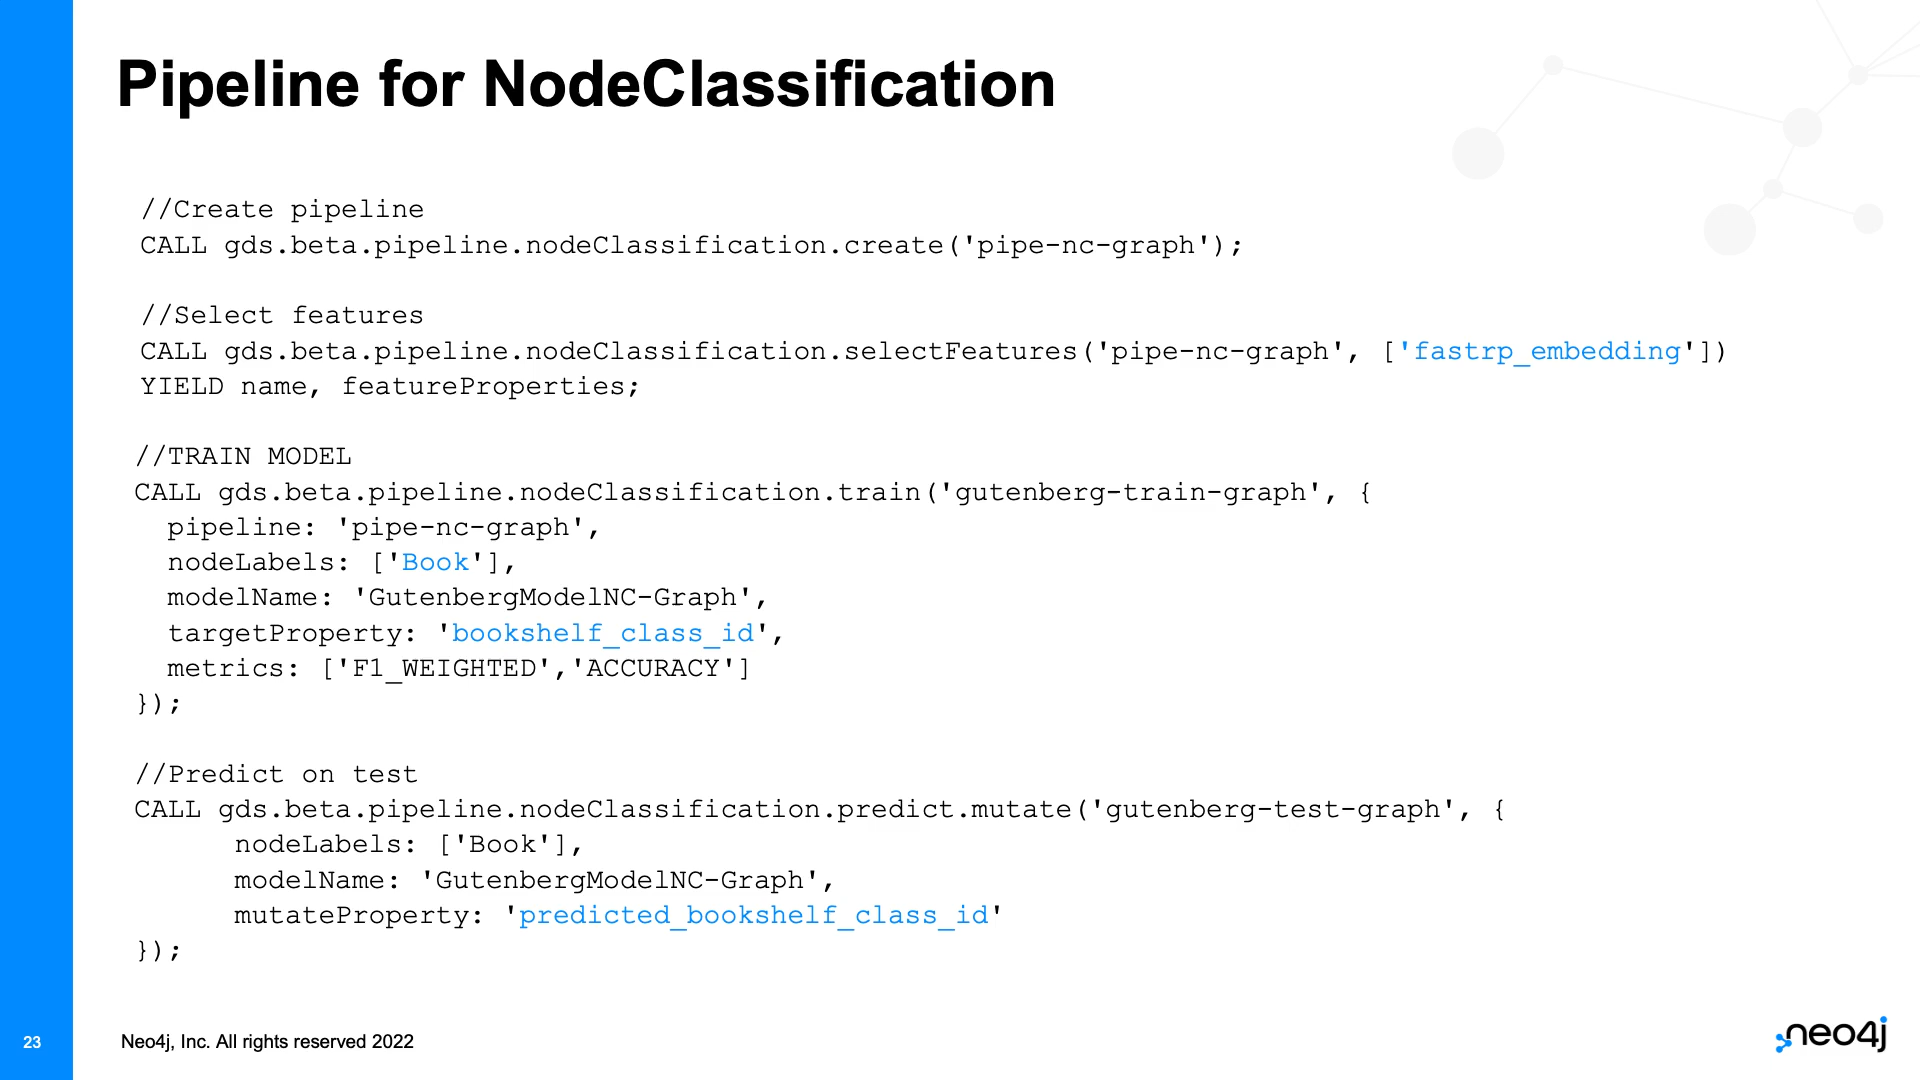 Pipeline for NodeClassification
//Create pipeline
CALL gds.beta.pipeline.nodeClassification.create('pipe-nc-graph');
//Select features
CALL gds.beta.pipeline.nodeClassification.selectFeatures('pipe-nc-graph', ['fastrp_embedding'])
YIELD name, featureProperties;
//TRAIN MODEL
CALL gds.beta.pipeline.nodeClassification.train('gutenberg-train-graph', {
  pipeline: 'pipe-nc-graph',
  nodeLabels: ['Book'],
  modelName: 'GutenbergModelNC-Graph',
  targetProperty: 'bookshelf_class_id',
  metrics: ['F1_WEIGHTED','ACCURACY']
});
//Predict on test
CALL gds.beta.pipeline.nodeClassification.predict.mutate('gutenberg-test-graph', {
      nodeLabels: ['Book'],
      modelName: 'GutenbergModelNC-Graph',
      mutateProperty: 'predicted_bookshelf_class_id'
});
23
Neo4j, Inc. All rights reserved 2022
neo4j